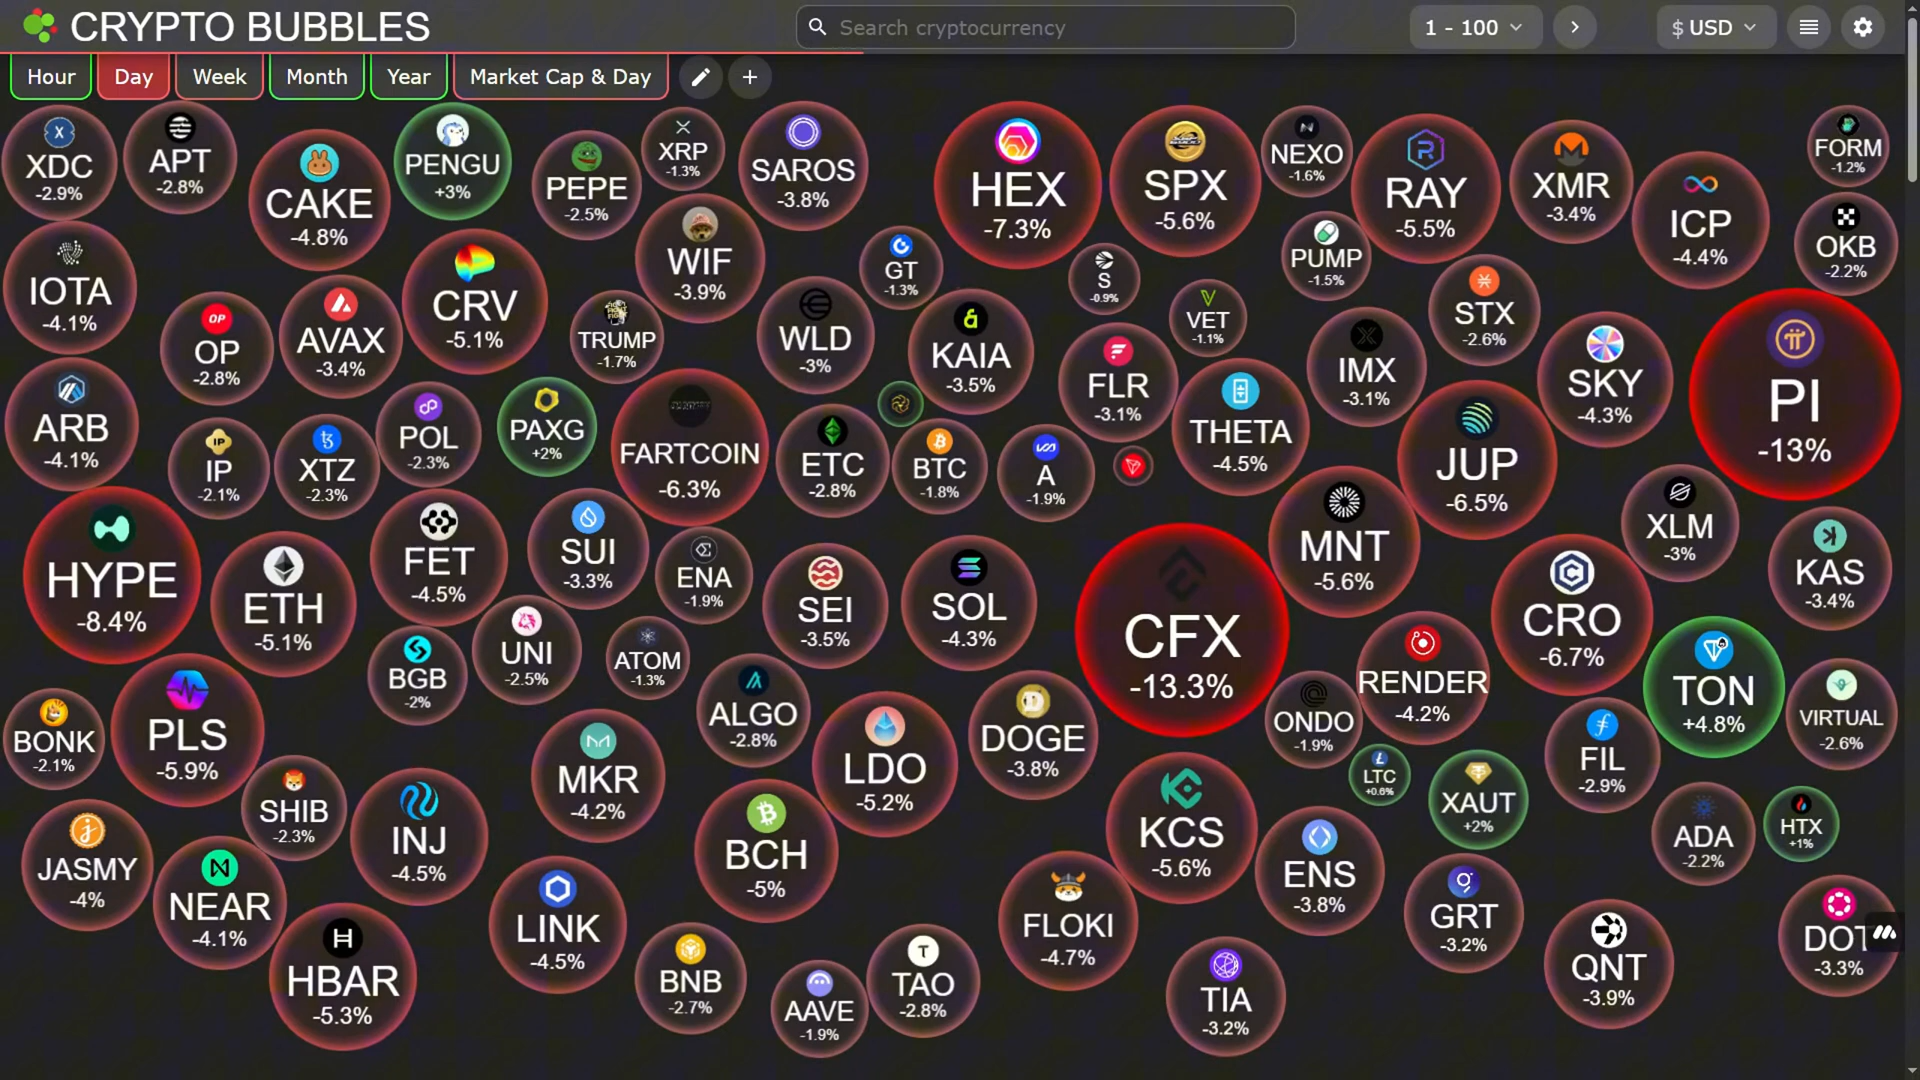 CRYPTO BUBBLES
Search cryptocurrency
1 - 100
$ USD
Hour
Day
Week
Month
Year
Market Cap & Day
XDC
-2.9%
APT
-2.8%
CAKE
-4.8%
PENGU
+3%
PEPE
-2.5%
XRP
-1.3%
SAROS
-3.8%
HEX
-7.3%
SPX
-5.6%
NEXO
-1.6%
RAY
-5.5%
XMR
-3.4%
ICP
-4.4%
FORM
-1.2%
OKB
-2.2%
IOTA
-4.1%
OP
OP
-2.8%
AVAX
-3.4%
CRV
-5.1%
TRUMP
-1.7%
WIF
-3.9%
WLD
-3%
GT
-1.3%
KAIA
-3.5%
S
-0.9%
VET
-1.1%
PUMP
-1.5%
STX
-2.6%
FLR
-3.1%
IMX
-3.1%
SKY
-4.3%
PI
-13%
ARB
-4.1%
IP
IP
-2.1%
XTZ
-2.3%
POL
-2.3%
PAXG
+2%
FARTCOIN
-6.3%
ETC
-2.8%
BTC
-1.8%
A
-1.9%
THETA
-4.5%
JUP
-6.5%
HYPE
-8.4%
ETH
-5.1%
FET
-4.5%
SUI
-3.3%
ENA
-1.9%
SEI
-3.5%
SOL
-4.3%
CFX
-13.3%
MNT
-5.6%
CRO
-6.7%
XLM
-3%
KAS
-3.4%
BGB
-2%
UNI
-2.5%
ATOM
-1.3%
ALGO
-2.8%
DOGE
-3.8%
ONDO
-1.9%
RENDER
-4.2%
TON
+4.8%
VIRTUAL
-2.6%
BONK
-2.1%
PLS
-5.9%
SHIB
-2.3%
INJ
-4.5%
MKR
-4.2%
BCH
-5%
LDO
-5.2%
KCS
-5.6%
LTC
+0.6%
XAUT
+2%
FIL
-2.9%
ADA
-2.2%
HTX
+1%
JASMY
-4%
NEAR
-4.1%
HBAR
-5.3%
LINK
-4.5%
BNB
-2.7%
AAVE
-1.9%
T
TAO
-2.8%
FLOKI
-4.7%
TIA
-3.2%
ENS
-3.8%
GRT
-3.2%
QNT
-3.9%
DOT
-3.3%